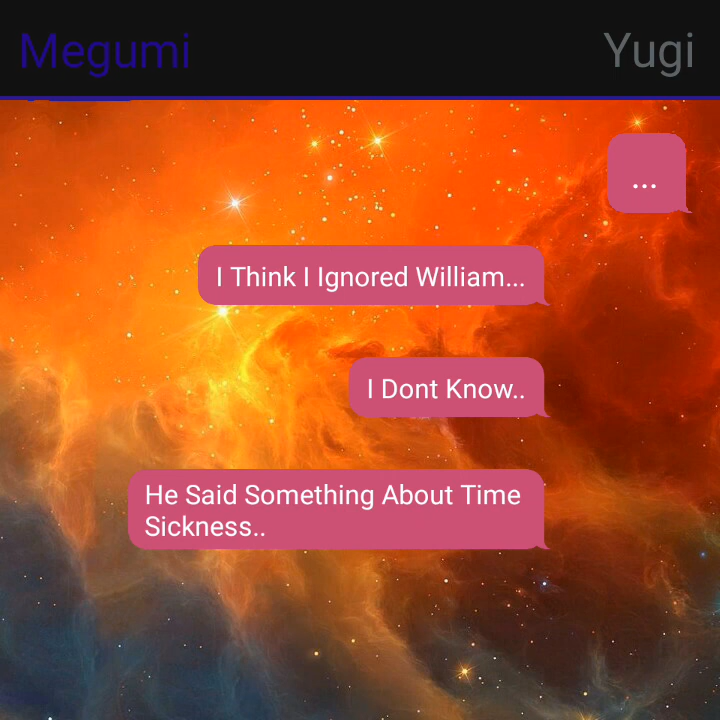 Megumi
Yugi
...
I Think I Ignored William...
I Dont Know..
He Said Something About Time
Sickness..